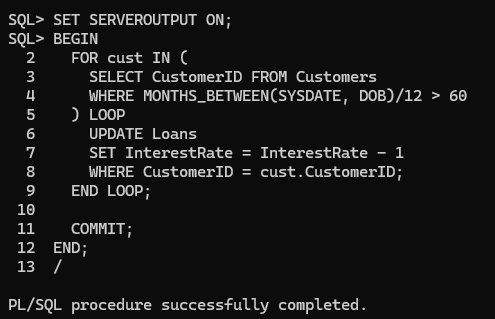 SQL> SET SERVEROUTPUT ON;
SQL> BEGIN
  2    FOR cust IN (
  3      SELECT CustomerID FROM Customers
  4      WHERE MONTHS_BETWEEN(SYSDATE, DOB)/12 > 60
  5    ) LOOP
  6      UPDATE Loans
  7      SET InterestRate = InterestRate - 1
  8      WHERE CustomerID = cust.CustomerID;
  9    END LOOP;
 10
 11    COMMIT;
 12  END;
 13  /

PL/SQL procedure successfully completed.